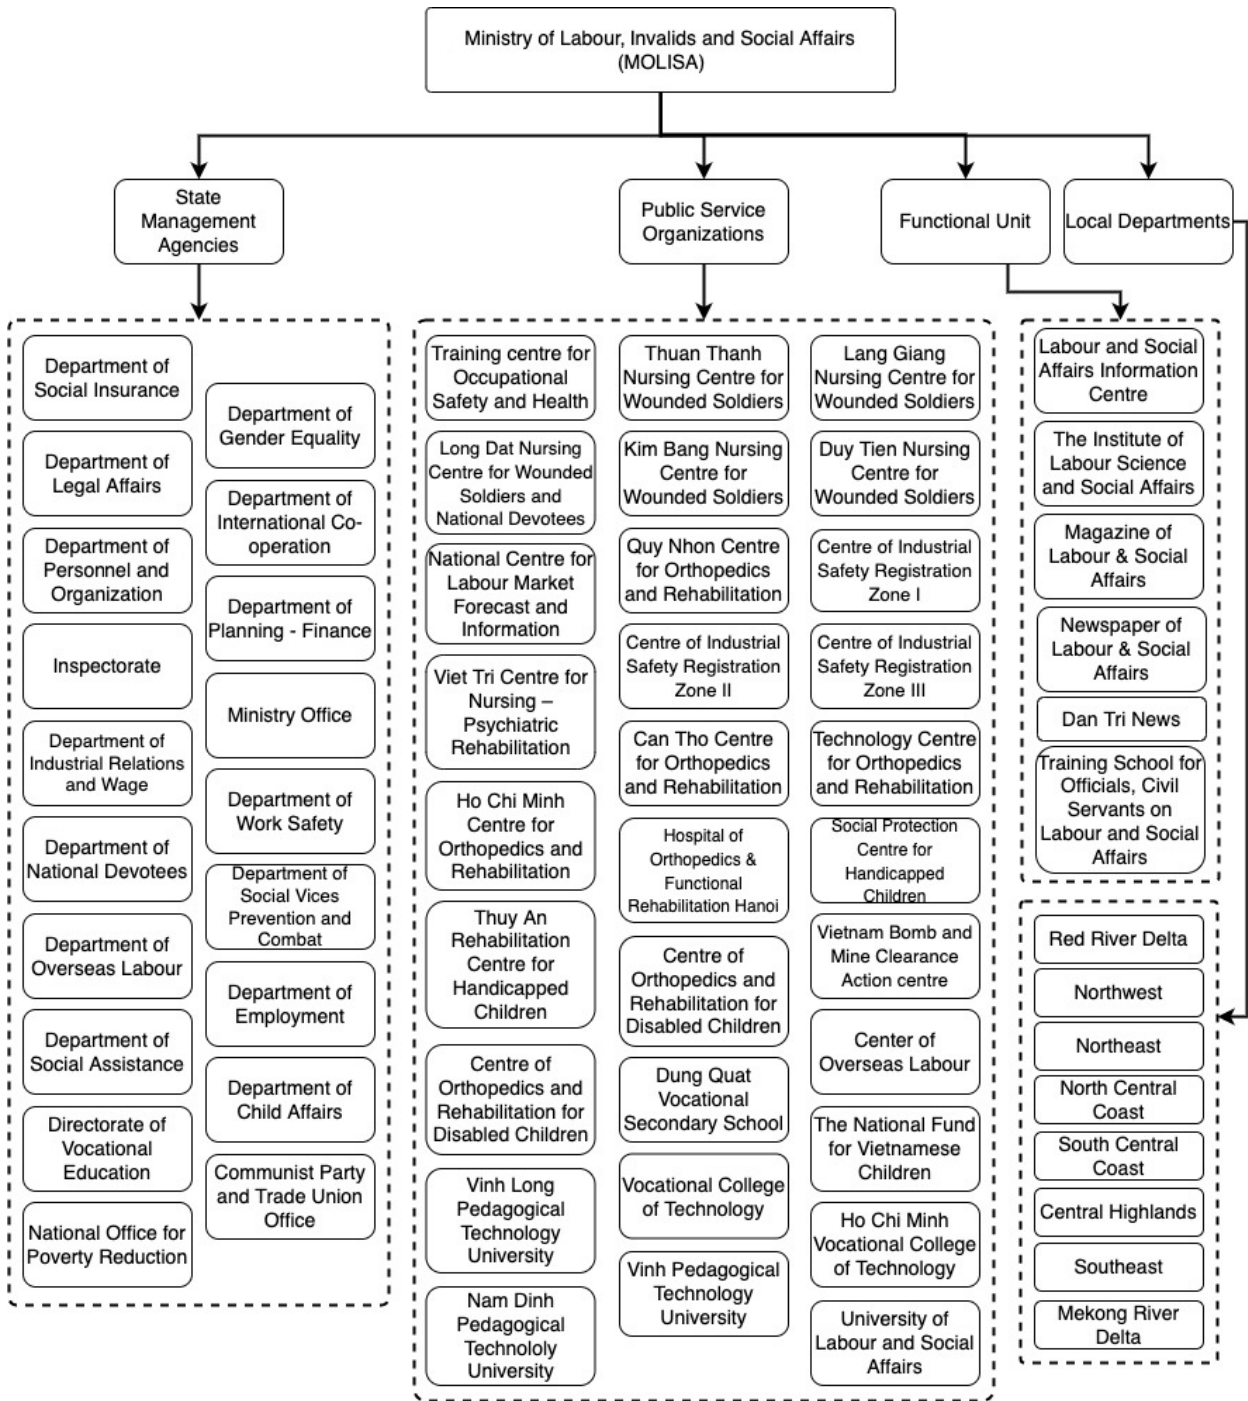 Ministry of Labour, Invalids and Social Affairs
(MOLISA)
State
Management
Agencies
Public Service
Organizations
Functional Unit
Local Departments
Department of
Social Insurance
Department of
Legal Affairs
Department of
Personnel and
Organization
Inspectorate
Department of
Industrial Relations
and Wage
Department of
National Devotees
Department of
Overseas Labour
Department of
Social Assistance
Directorate of
Vocational
Education
National Office for
Poverty Reduction
Department of
Gender Equality
Department of
International Co-
operation
Department of
Planning - Finance
Ministry Office
Department of
Work Safety
Department of
Social Vices
Prevention and
Combat
Department of
Employment
Department of
Child Affairs
Communist Party
and Trade Union
Office
Training centre for
Occupational
Safety and Health
Long Dat Nursing
Centre for Wounded
Soldiers and
National Devotees
National Centre for
Labour Market
Forecast and
Information
Viet Tri Centre for
Nursing –
Psychiatric
Rehabilitation
Ho Chi Minh
Centre for
Orthopedics and
Rehabilitation
Thuy An
Rehabilitation
Centre for
Handicapped
Children
Centre of
Orthopedics and
Rehabilitation for
Disabled Children
Vinh Long
Pedagogical
Technology
University
Nam Dinh
Pedagogical
Technololy
University
Thuan Thanh
Nursing Centre for
Wounded Soldiers
Kim Bang Nursing
Centre for
Wounded Soldiers
Quy Nhon Centre
for Orthopedics
and Rehabilitation
Centre of Industrial
Safety Registration
Zone II
Can Tho Centre
for Orthopedics
and Rehabilitation
Hospital of
Orthopedics &
Functional
Rehabilitation Hanoi
Centre of
Orthopedics and
Rehabilitation for
Disabled Children
Dung Quat
Vocational
Secondary School
Vocational College
of Technology
Vinh Pedagogical
Technology
University
Lang Giang
Nursing Centre for
Wounded Soldiers
Duy Tien Nursing
Centre for
Wounded Soldiers
Centre of Industrial
Safety Registration
Zone I
Centre of Industrial
Safety Registration
Zone III
Technology Centre
for Orthopedics
and Rehabilitation
Social Protection
Centre for
Handicapped
Children
Vietnam Bomb and
Mine Clearance
Action centre
Center of
Overseas Labour
The National Fund
for Vietnamese
Children
Ho Chi Minh
Vocational College
of Technology
University of
Labour and Social
Affairs
Labour and Social
Affairs Information
Centre
The Institute of
Labour Science
and Social Affairs
Magazine of
Labour & Social
Affairs
Newspaper of
Labour & Social
Affairs
Dan Tri News
Training School for
Officials, Civil
Servants on
Labour and Social
Affairs
Red River Delta
Northwest
Northeast
North Central
Coast
South Central
Coast
Central Highlands
Southeast
Mekong River
Delta